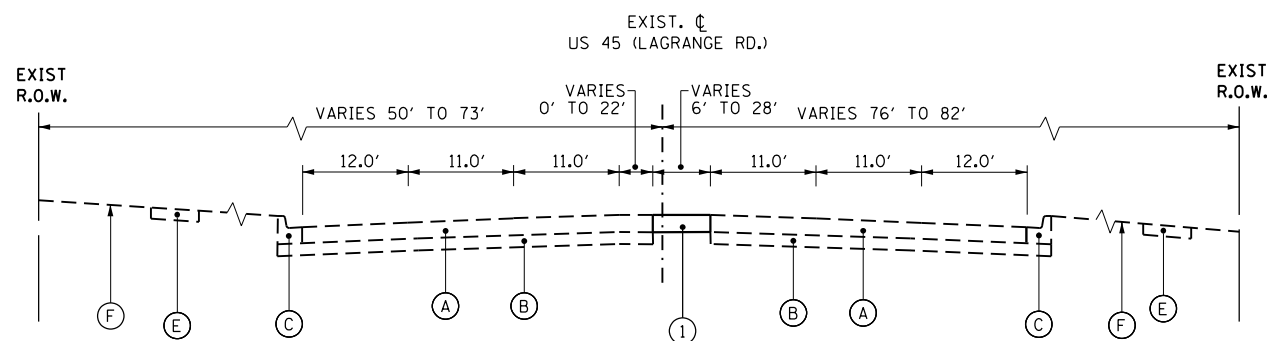 EXIST. ℄
US 45 (LAGRANGE RD.)
EXIST
R.O.W.
EXIST
R.O.W.
VARIES 50' TO 73'
VARIES
0' TO 22'
VARIES
6' TO 28'
VARIES 76' TO 82'
12.0' 11.0' 11.0' 11.0' 11.0' 12.0'
F E C A B 1 B A C F E